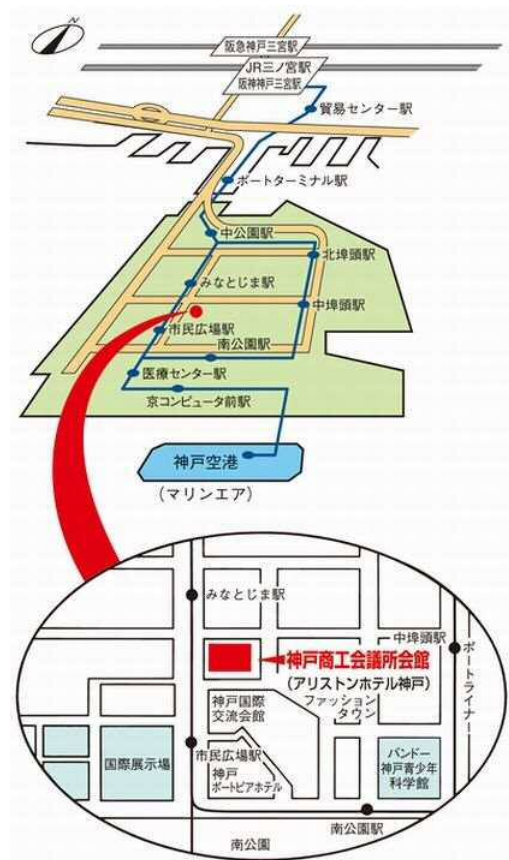 N
阪急神戸三宮駅
JR三ノ宮駅
阪神神戸三宮駅
貿易センター駅
ポートターミナル駅
中公園駅
北埠頭駅
みなとじま駅
中埠頭駅
市民広場駅
南公園駅
医療センター駅
京コンピュータ前駅
神戸空港
(マリンエア)
みなとじま駅
中埠頭駅
神戸商工会議所会館
(アリストンホテル神戸)
ポートライナー
神戸国際
交流会館
ファッション
タウン
国際展示場
市民広場駅
神戸
ポートピアホテル
バンドー
神戸青少年
科学館
南公園駅
南公園